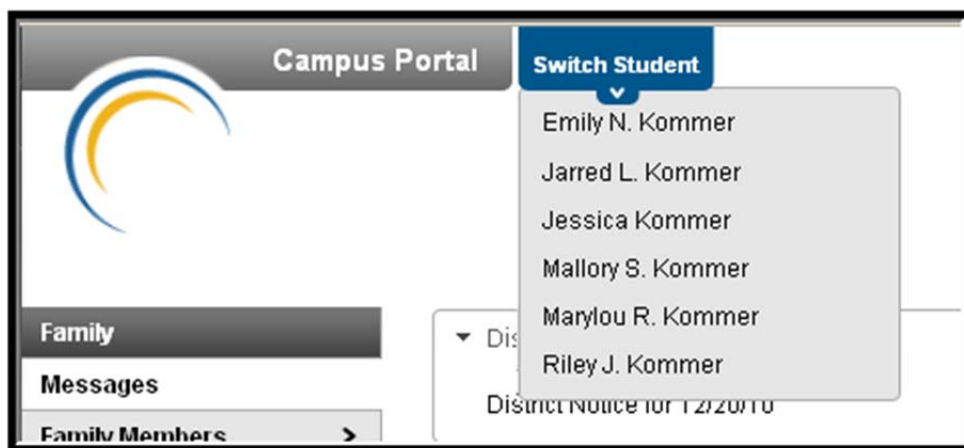 Campus Portal
Switch Student
Emily N. Kommer
Jarred L. Kommer
Jessica Kommer
Mallory S. Kommer
Marylou R. Kommer
Riley J. Kommer
Family
Messages
Family Members
Dis
District Notice for 12/20/10